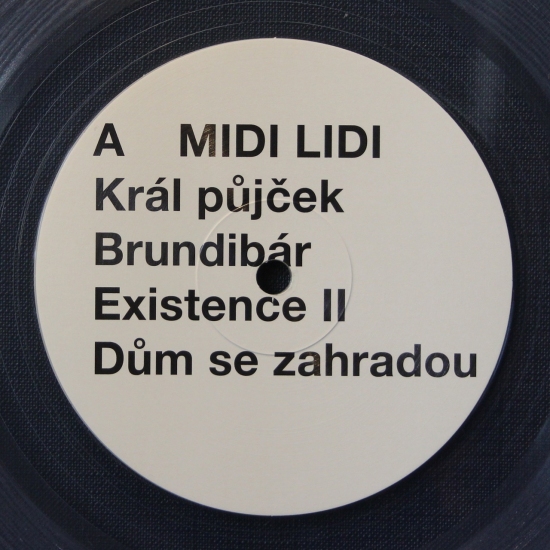 A MIDI LIDI
Král půjček
Brundibár
Existence II
Dům se zahradou